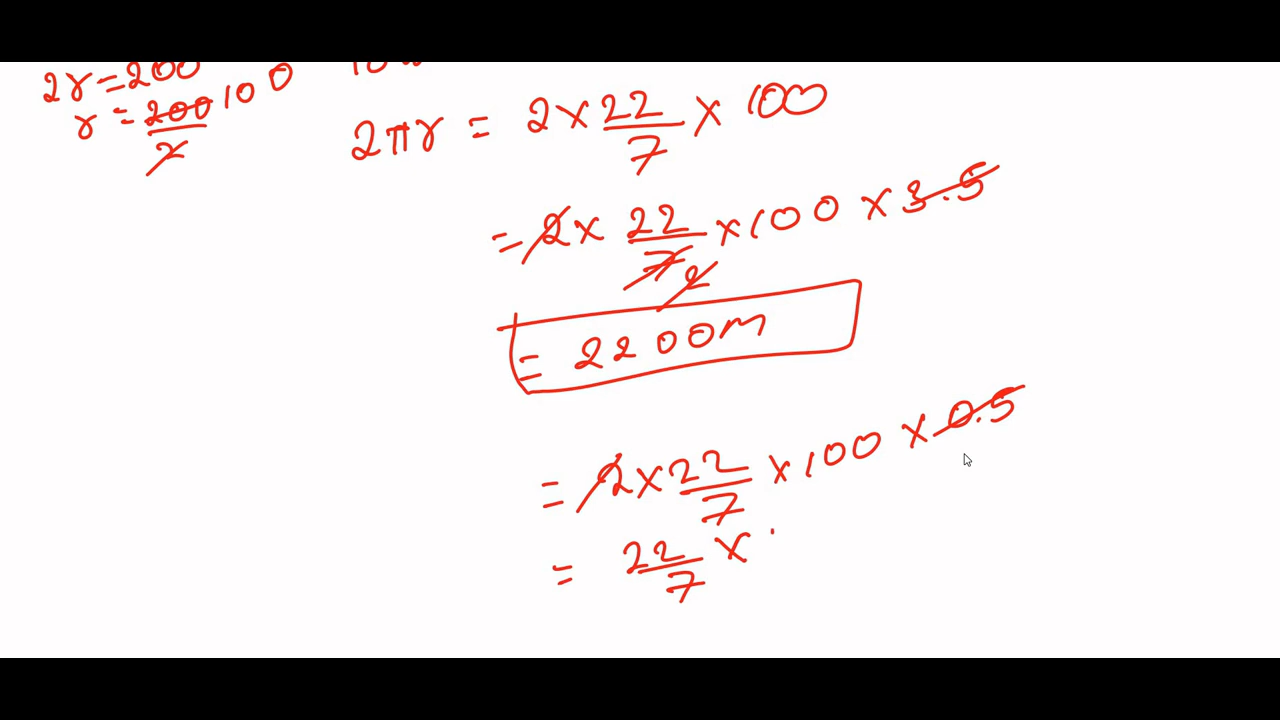 2r = 200
r = 200/2 100
2πr = 2 × 22/7 × 100
= 2 × 22/7 × 100 × 3.5
2
= 2200m
= 2 × 22/7 × 100 × 0.5
= 22/7 ×